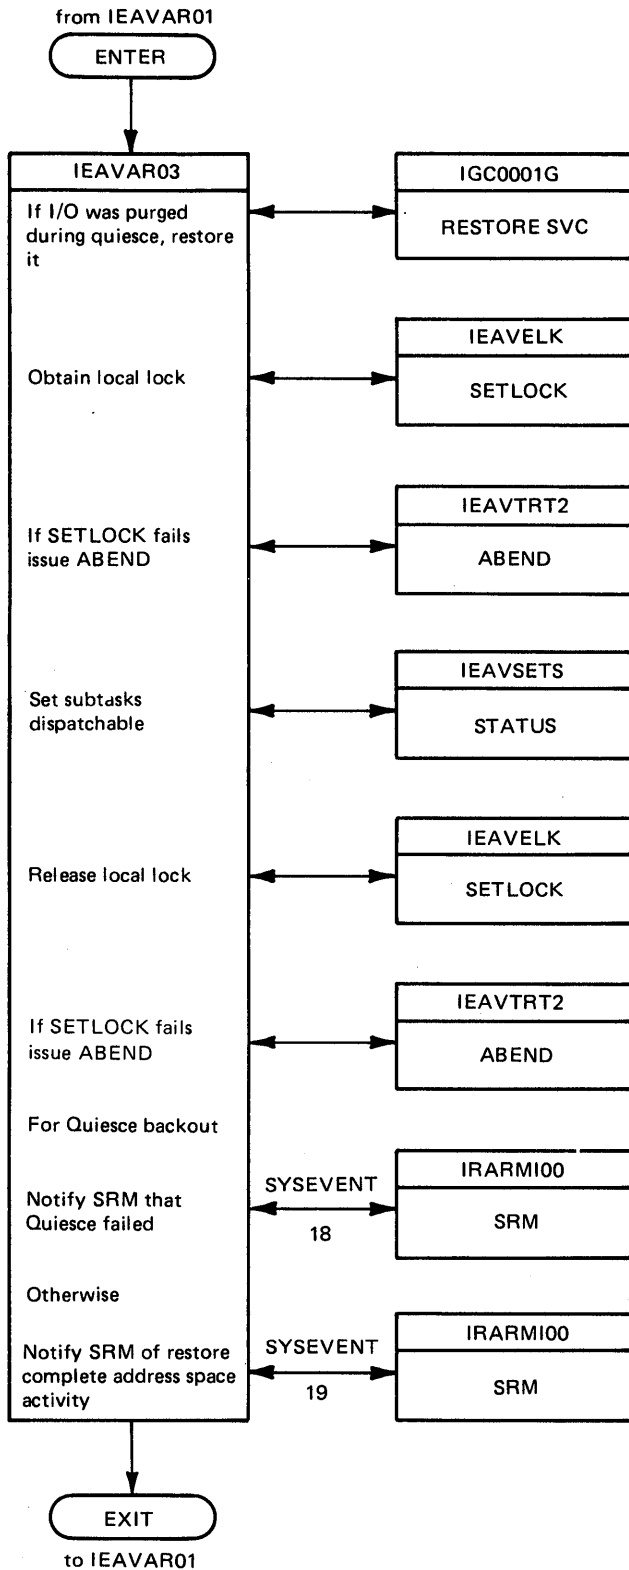 from IEAVAR01
ENTER
IEAVAR03
If I/O was purged
during quiesce, restore
it
IGC0001G
RESTORE SVC
Obtain local lock
IEAVELK
SETLOCK
If SETLOCK fails
issue ABEND
IEAVTRT2
ABEND
Set subtasks
dispatchable
IEAVSETS
STATUS
Release local lock
IEAVELK
SETLOCK
If SETLOCK fails
issue ABEND
IEAVTRT2
ABEND
For Quiesce backout
Notify SRM that
Quiesce failed
SYSEVENT
18
IRARMI00
SRM
Otherwise
Notify SRM of restore
complete address space
activity
SYSEVENT
19
IRARMI00
SRM
EXIT
to IEAVAR01